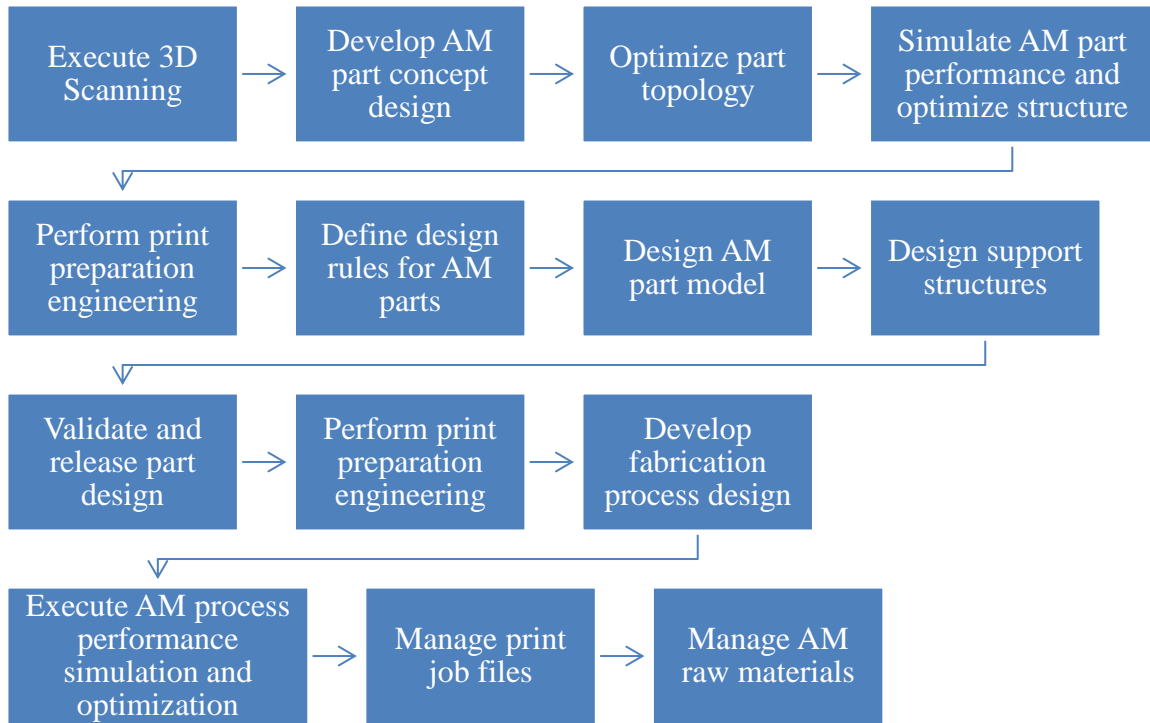 Execute 3D
Scanning
Develop AM
part concept
design
Optimize part
topology
Simulate AM part
performance and
optimize structure
Perform print
preparation
engineering
Define design
rules for AM
parts
Design AM
part model
Design support
structures
Validate and
release part
design
Perform print
preparation
engineering
Develop
fabrication
process design
Execute AM process
performance
simulation and
optimization
Manage print
job files
Manage AM
raw materials